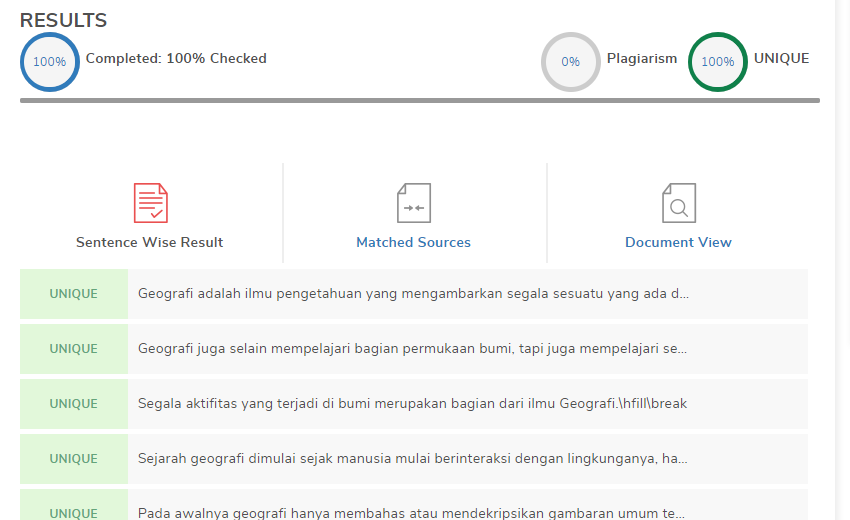 RESULTS
100% Completed: 100% Checked 0% Plagiarism 100% UNIQUE
Sentence Wise Result Matched Sources Document View
UNIQUE Geografi adalah ilmu pengetahuan yang mengambarkan segala sesuatu yang ada d...
UNIQUE Geografi juga selain mempelajari bagian permukaan bumi, tapi juga mempelajari se...
UNIQUE Segala aktifitas yang terjadi di bumi merupakan bagian dari ilmu Geografi.\hfill\break
UNIQUE Sejarah geografi dimulai sejak manusia mulai berinteraksi dengan lingkunganya, ha...
UNIQUE Pada awalnya geografi hanya membahas atau mendekripsikan gambaran umum te...